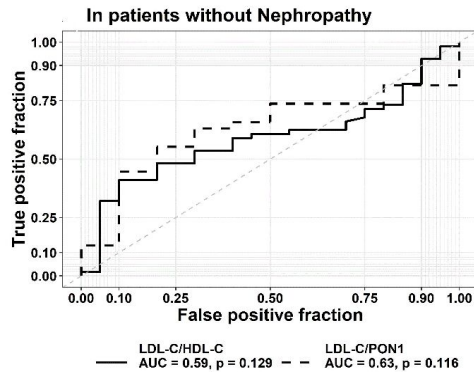 In patients without Nephropathy
True positive fraction
1.00
0.90
0.75
0.50
0.25
0.10
0.00
0.00 0.10 0.25 0.50 0.75 0.90 1.00
False positive fraction
LDL-C/HDL-C LDL-C/PON1
AUC = 0.59, p = 0.129 AUC = 0.63, p = 0.116